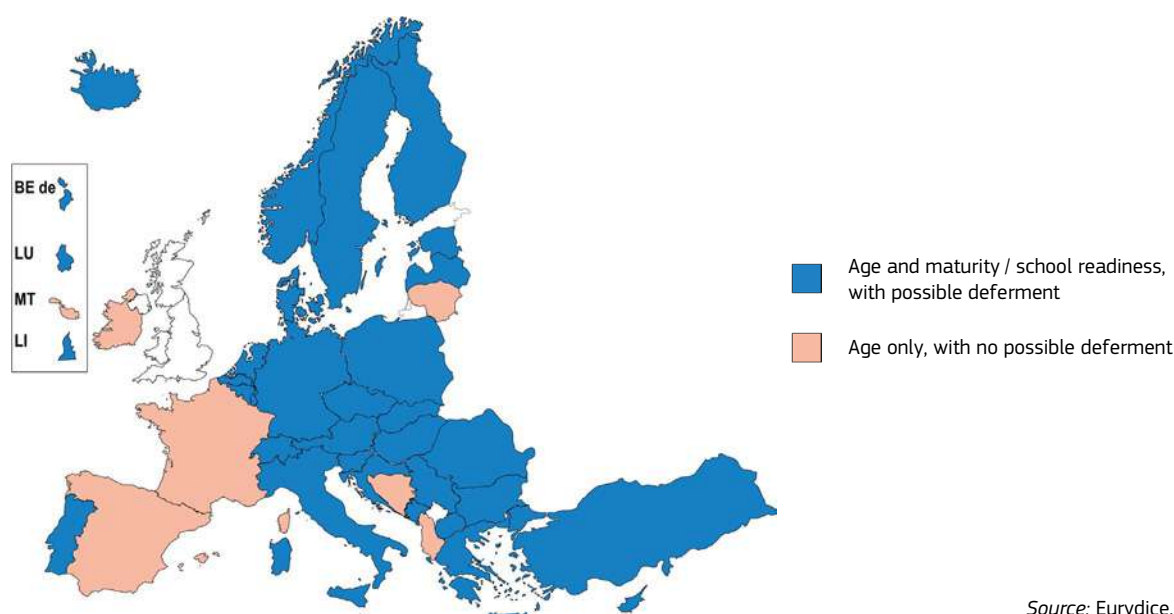 BE de
LU
MT
LI
Age and maturity / school readiness,
with possible deferment
Age only, with no possible deferment
Source: Eurydice.